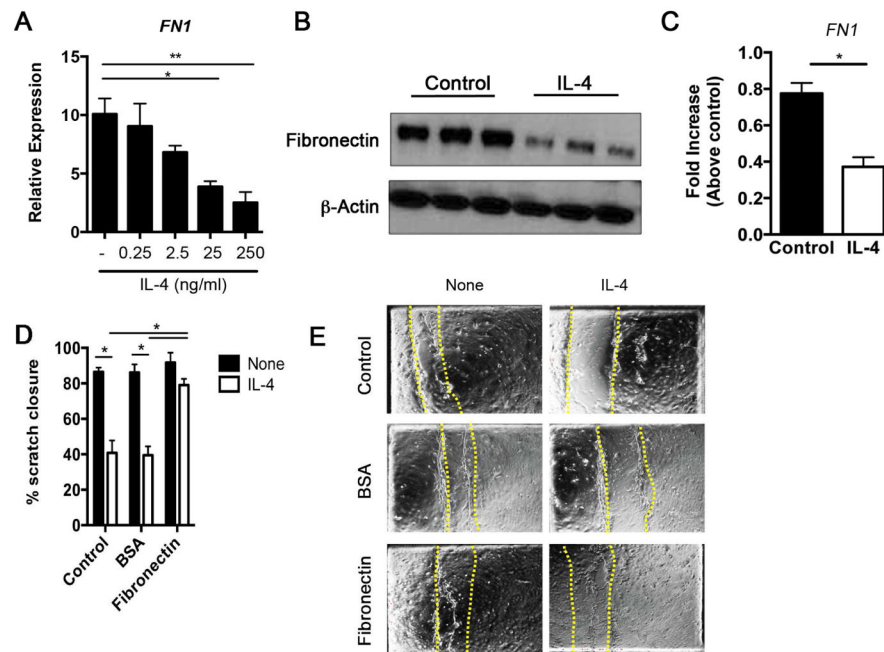 A
FN1
Relative Expression
15
10
5
0
**
*
- 0.25 2.5 25 250
IL-4 (ng/ml)
B
Control IL-4
Fibronectin
β-Actin
C
FN1
Fold Increase
(Above control)
1.0
0.8
0.6
0.4
0.2
0.0
*
Control IL-4
D
% scratch closure
100
80
60
40
20
0
* * *
None
IL-4
Control BSA Fibronectin
E
None IL-4
Control
BSA
Fibronectin